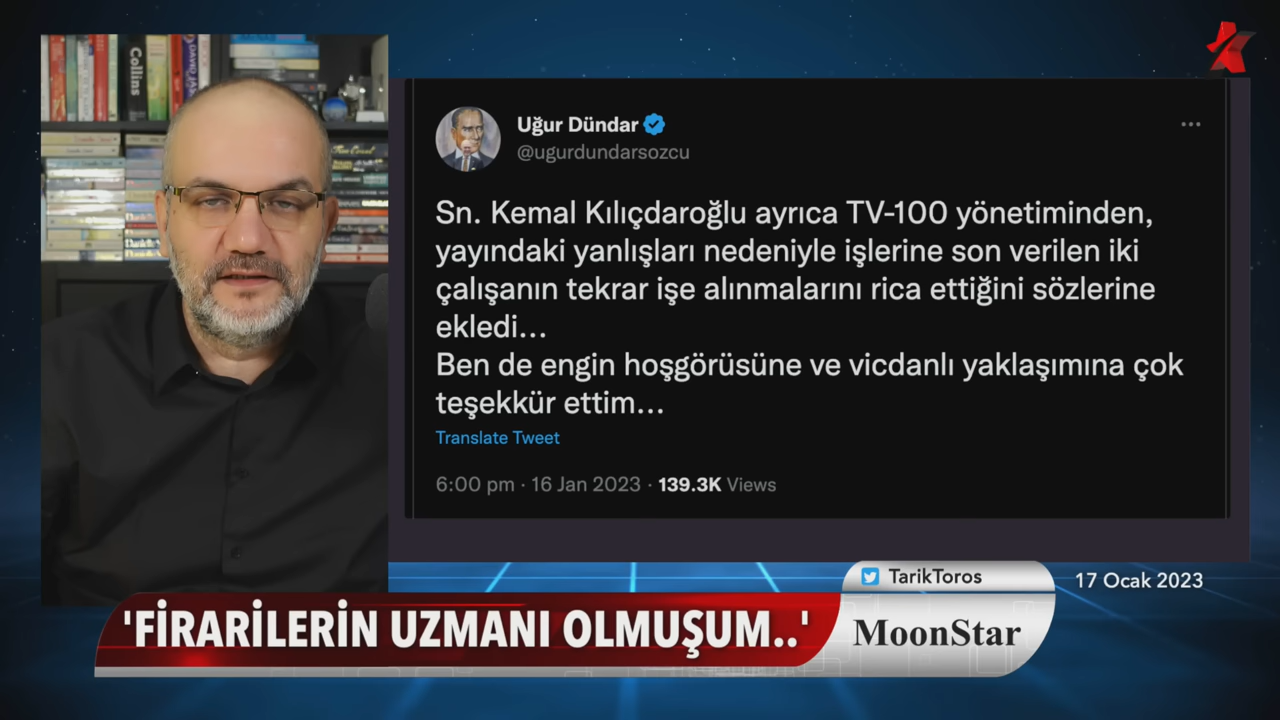 Collins
Uğur Dündar
@ugurdundarsozcu
Sn. Kemal Kılıçdaroğlu ayrıca TV-100 yönetiminden,
yayındaki yanlışları nedeniyle işlerine son verilen iki
çalışanın tekrar işe alınmalarını rica ettiğini sözlerine
ekledi...
Ben de engin hoşgörüsüne ve vicdanlı yaklaşımına çok
teşekkür ettim...
Translate Tweet
6:00 pm · 16 Jan 2023 · 139.3K Views
TarikToros
17 Ocak 2023
'FİRARİLERİN UZMANI OLMUŞUM..'
MoonStar